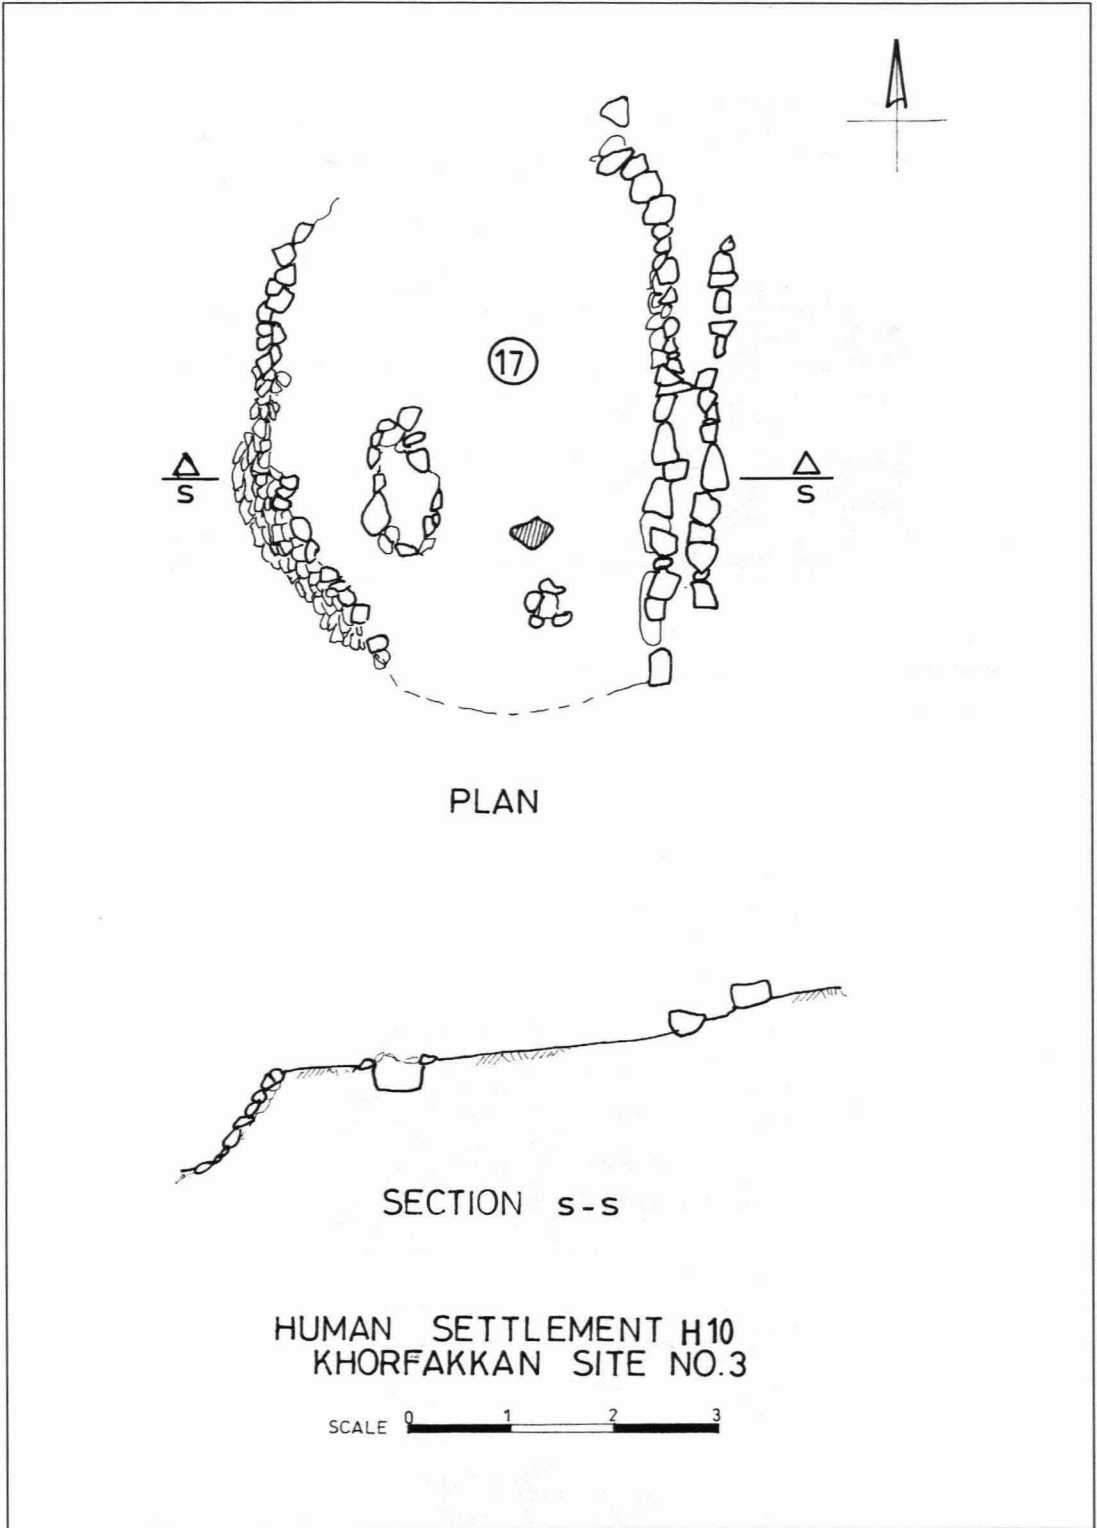 17
S S
PLAN
SECTION S-S
HUMAN SETTLEMENT H10
KHORFAKKAN SITE NO.3
SCALE 0 1 2 3